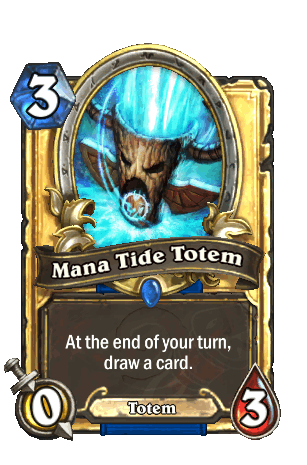 3
Mana Tide Totem
At the end of your turn,
draw a card.
0
Totem
3